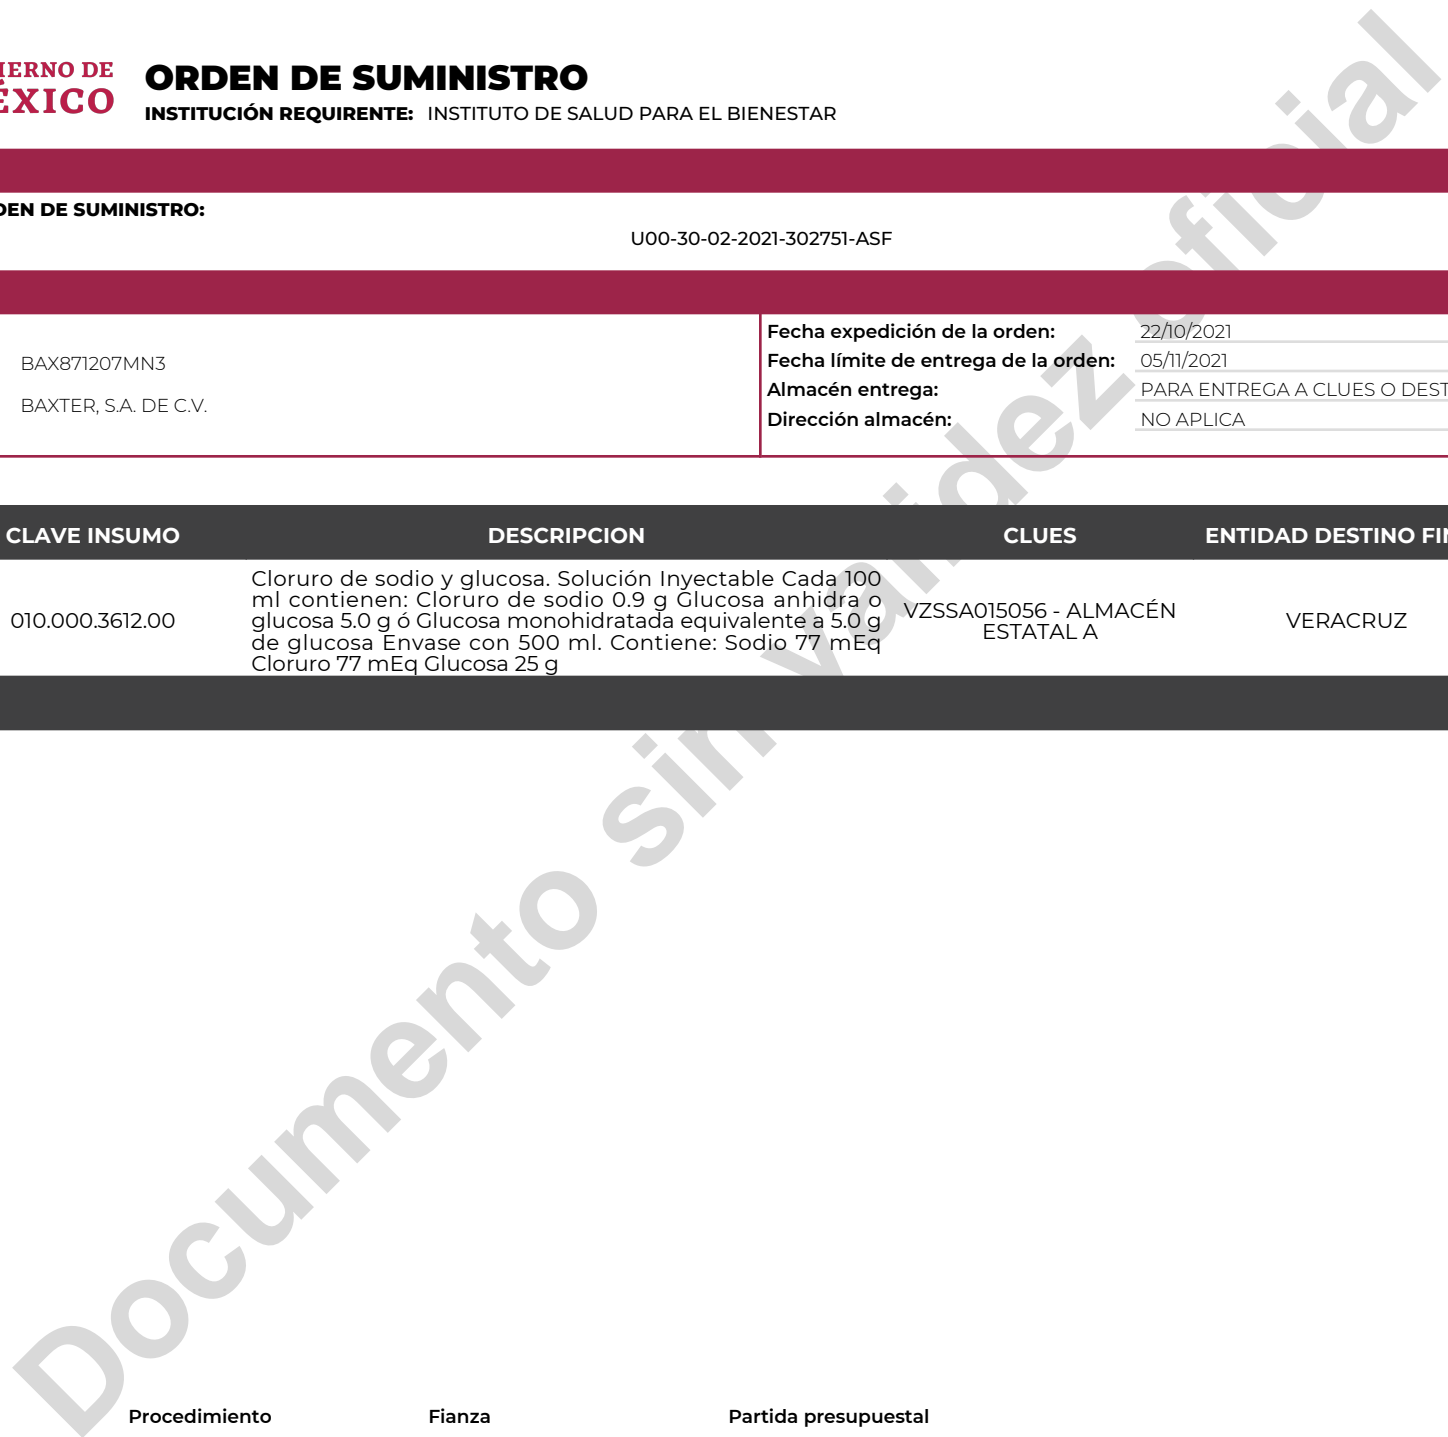 IERNO DE
ÉXICO
ORDEN DE SUMINISTRO
INSTITUCIÓN REQUIRENTE: INSTITUTO DE SALUD PARA EL BIENESTAR
DEN DE SUMINISTRO:
U00-30-02-2021-302751-ASF
BAX871207MN3
BAXTER, S.A. DE C.V.
Fecha expedición de la orden: 22/10/2021
Fecha límite de entrega de la orden: 05/11/2021
Almacén entrega: PARA ENTREGA A CLUES O DEST
Dirección almacén: NO APLICA
CLAVE INSUMO DESCRIPCION CLUES ENTIDAD DESTINO FIN
010.000.3612.00
Cloruro de sodio y glucosa. Solución Inyectable Cada 100
ml contienen: Cloruro de sodio 0.9 g Glucosa anhidra o
glucosa 5.0 g ó Glucosa monohidratada equivalente a 5.0 g
de glucosa Envase con 500 ml. Contiene: Sodio 77 mEq
Cloruro 77 mEq Glucosa 25 g
VZSSA015056 - ALMACÉN
ESTATAL A
VERACRUZ
Documento sin validez oficial
Procedimiento Fianza Partida presupuestal